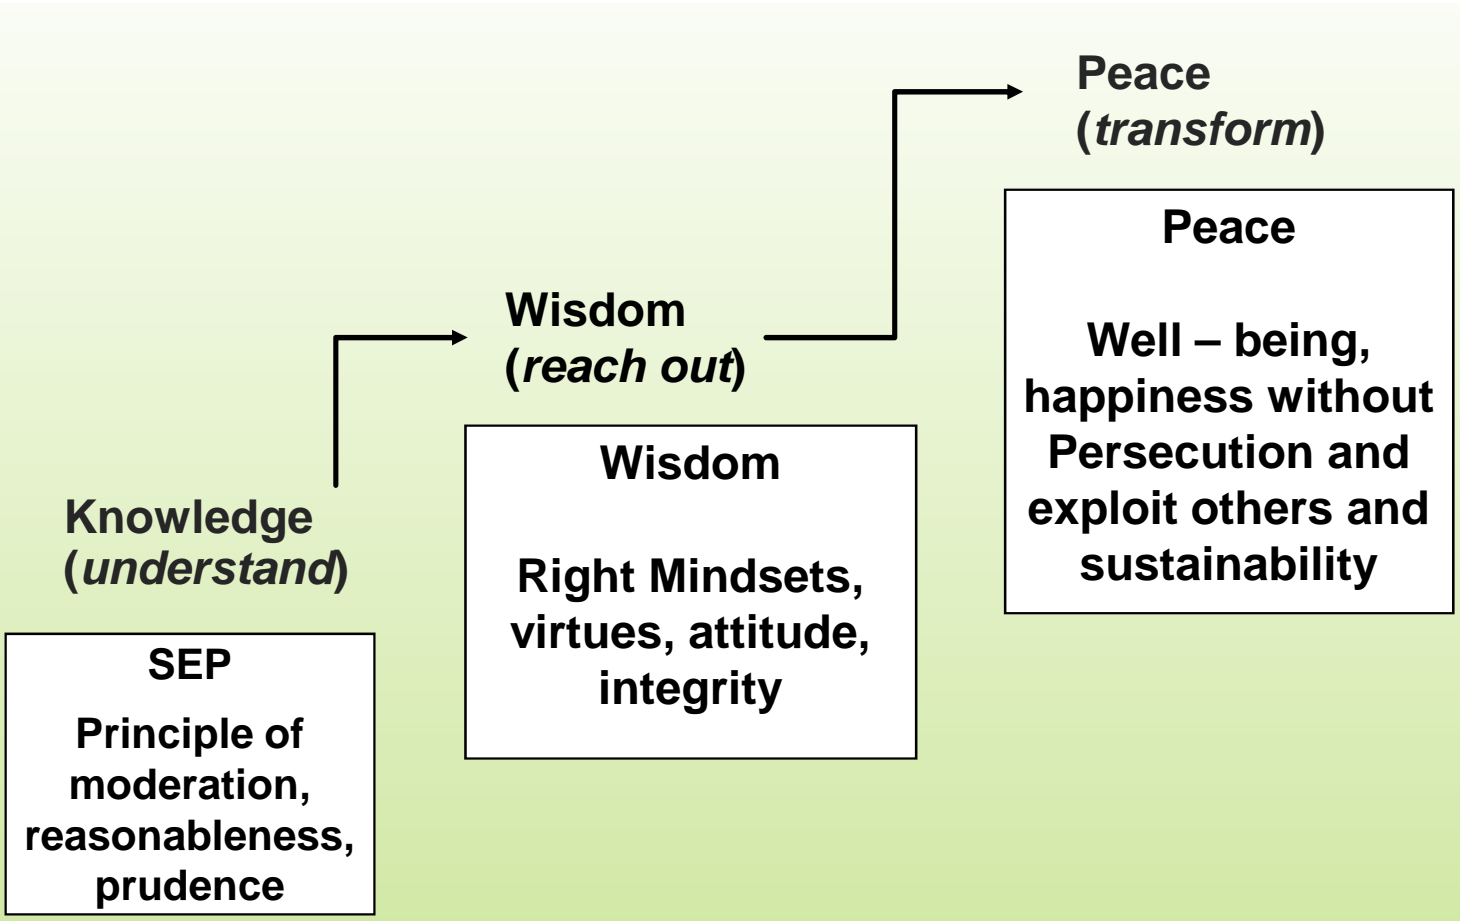 Peace
(transform)
Peace
Well – being,
happiness without
Persecution and
exploit others and
sustainability
Wisdom
(reach out)
Wisdom
Right Mindsets,
virtues, attitude,
integrity
Knowledge
(understand)
SEP
Principle of
moderation,
reasonableness,
prudence